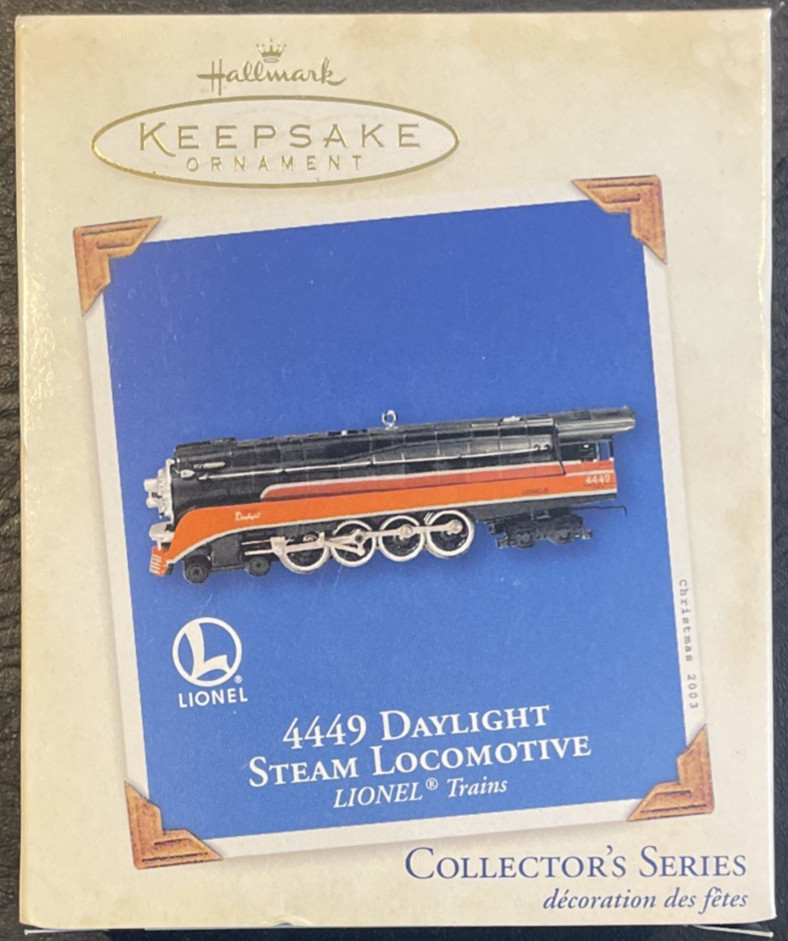 Hallmark
KEEPSAKE
ORNAMENT
4449
Daylight
LIONEL
Christmas 2003
L
®
LIONEL
4449 DAYLIGHT
STEAM LOCOMOTIVE
LIONEL® Trains
COLLECTOR'S SERIES
décoration des fêtes